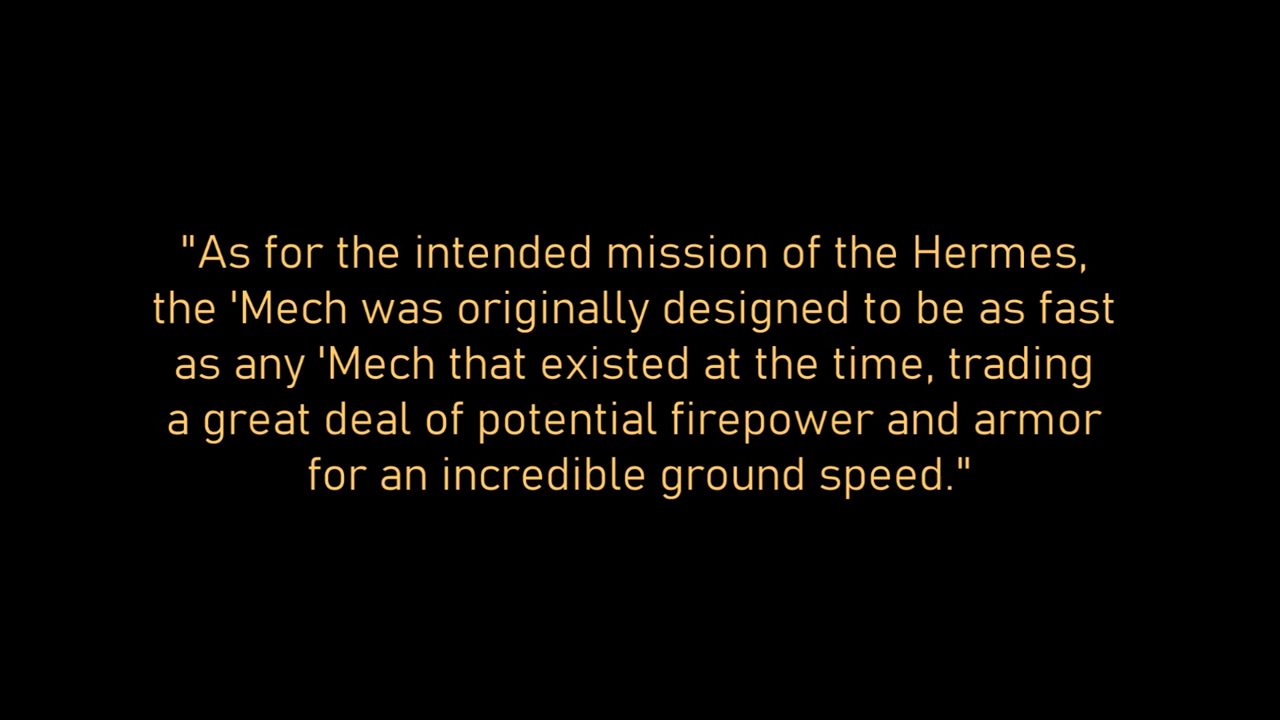 "As for the intended mission of the Hermes,
the 'Mech was originally designed to be as fast
as any 'Mech that existed at the time, trading
a great deal of potential firepower and armor
for an incredible ground speed."